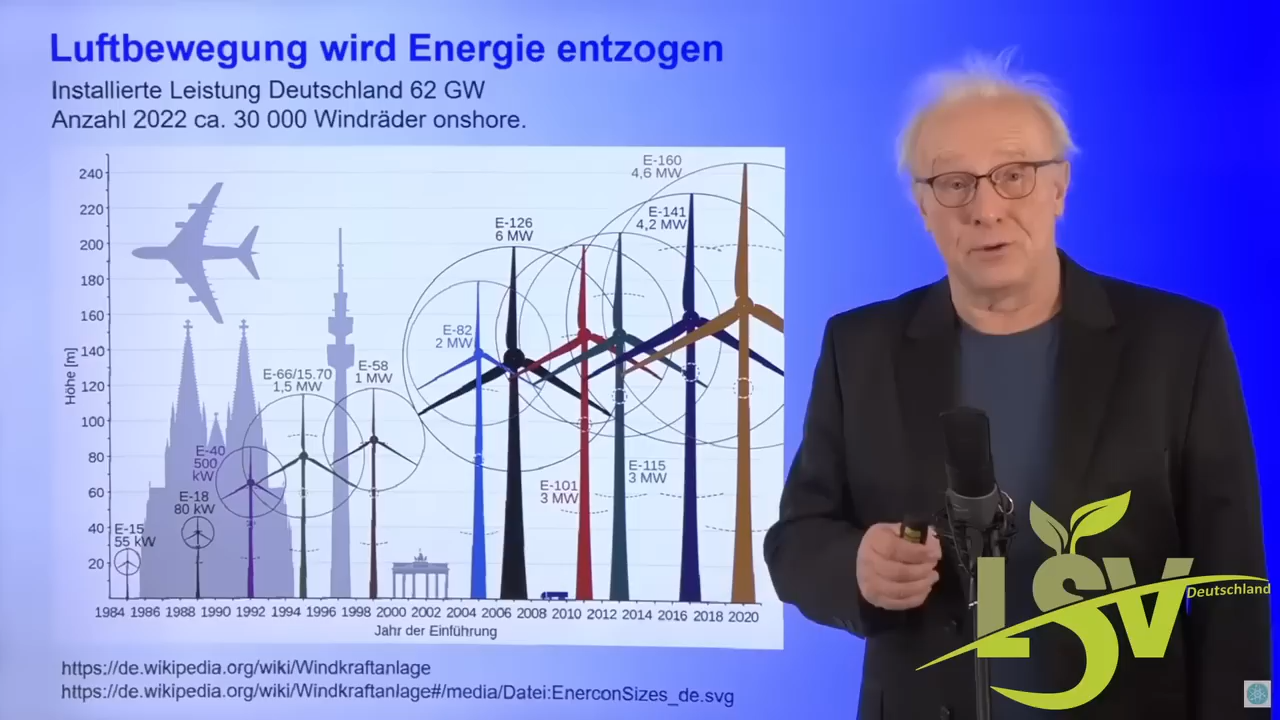 Luftbewegung wird Energie entzogen
Installierte Leistung Deutschland 62 GW
Anzahl 2022 ca. 30 000 Windräder onshore.
Höhe [m]
240
220
200
180
160
140
120
100
80
60
40
20
E-15
55 kW
E-18
80 kW
E-40
500
kW
E-66/15.70
1,5 MW
E-58
1 MW
E-82
2 MW
E-126
6 MW
E-101
3 MW
E-115
3 MW
E-141
4,2 MW
E-160
4,6 MW
1984 1986 1988 1990 1992 1994 1996 1998 2000 2002 2004 2006 2008 2010 2012 2014 2016 2018 2020
Jahr der Einführung
https://de.wikipedia.org/wiki/Windkraftanlage
https://de.wikipedia.org/wiki/Windkraftanlage#/media/Datei:EnerconSizes_de.svg
LSV
Deutschland